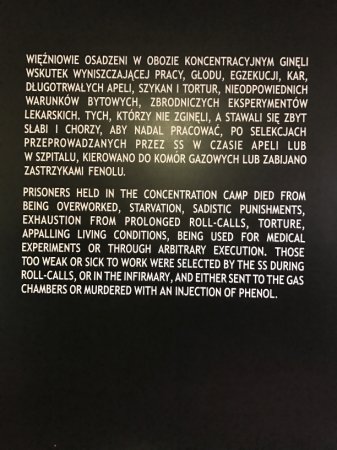 WIĘŹNIOWIE OSADZENI W OBOZIE KONCENTRACYJNYM GINĘLI
WSKUTEK WYNISZCZAJĄCEJ PRACY, GŁODU, EGZEKUCJI, KAR,
DŁUGOTRWAŁYCH APELI, SZYKAN I TORTUR, NIEODPOWIEDNICH
WARUNKÓW BYTOWYCH, ZBRODNICZYCH EKSPERYMENTÓW
LEKARSKICH. TYCH, KTÓRZY NIE ZGINĘLI, A STAWALI SIĘ ZBYT
SŁABI I CHORZY, ABY NADAL PRACOWAĆ, PO SELEKCJACH
PRZEPROWADZANYCH PRZEZ SS W CZASIE APELI LUB
W SZPITALU, KIEROWANO DO KOMÓR GAZOWYCH LUB ZABIJANO
ZASTRZYKAMI FENOLU.
PRISONERS HELD IN THE CONCENTRATION CAMP DIED FROM
BEING OVERWORKED, STARVATION, SADISTIC PUNISHMENTS,
EXHAUSTION FROM PROLONGED ROLL-CALLS, TORTURE,
APPALLING LIVING CONDITIONS, BEING USED FOR MEDICAL
EXPERIMENTS OR THROUGH ARBITRARY EXECUTION. THOSE
TOO WEAK OR SICK TO WORK WERE SELECTED BY THE SS DURING
ROLL-CALLS, OR IN THE INFIRMARY, AND EITHER SENT TO THE GAS
CHAMBERS OR MURDERED WITH AN INJECTION OF PHENOL.